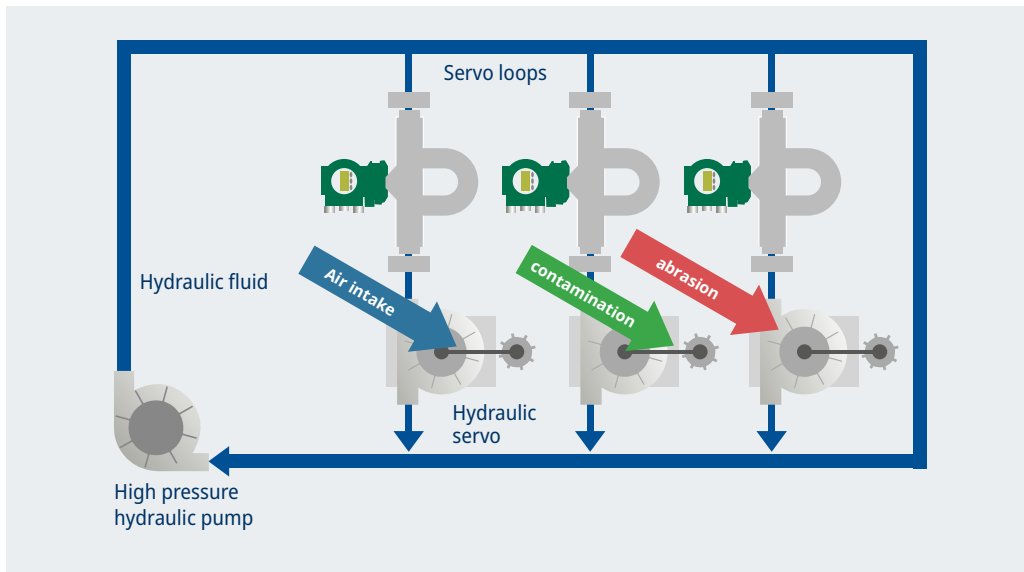 Servo loops
Hydraulic fluid
Air intake
contamination
abrasion
Hydraulic
servo
High pressure
hydraulic pump